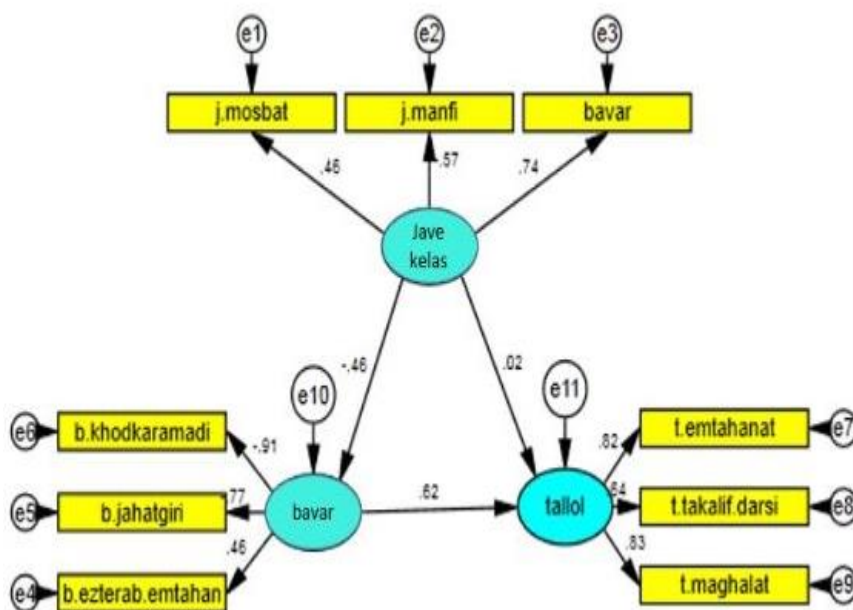 e1
e2
e3
j.mosbat
j.manfi
bavar
.46
.57
.74
Jave
kelas
-.46
.02
e10
e11
e6
b.khodkaramadi
-.91
e5
b.jahatgiri
-.77
e4
b.ezterab.emtahan
.46
bavar
.62
tallol
.82
t.emtahanat
e7
.64
t.takalif.darsi
e8
.83
t.maghalat
e9